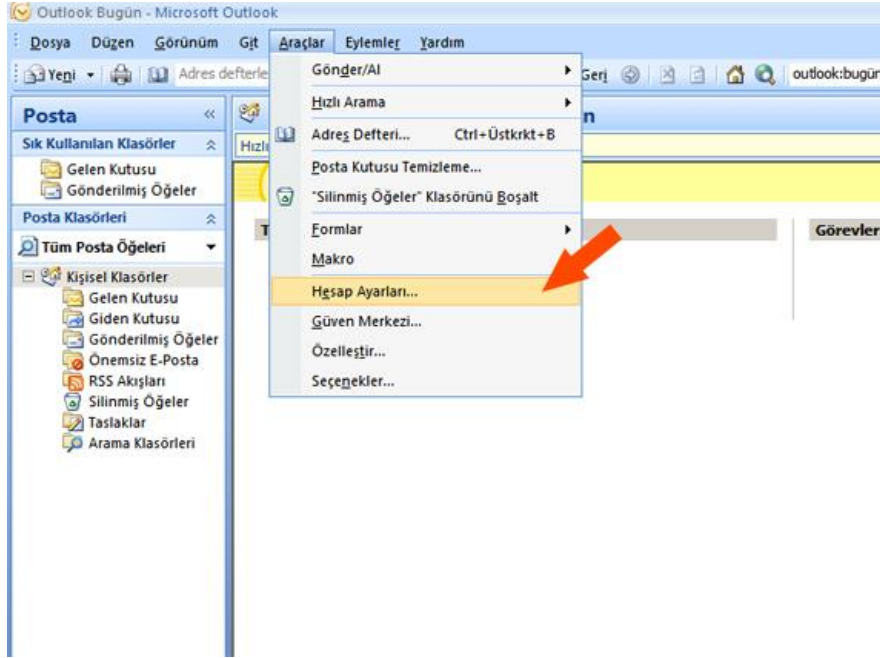 Outlook Bugün - Microsoft Outlook
Dosya Düzen Görünüm Git Araçlar Eylemler Yardım
Yeni Adres defterle Geri outlook:bugün
Posta
Sık Kullanılan Klasörler
Gelen Kutusu
Gönderilmiş Öğeler
Posta Klasörleri
Tüm Posta Öğeleri
Kişisel Klasörler
Gelen Kutusu
Giden Kutusu
Gönderilmiş Öğeler
Önemsiz E-Posta
RSS Akışları
Silinmiş Öğeler
Taslaklar
Arama Klasörleri
Gönder/Al
Hızlı Arama
Adres Defteri... Ctrl+Üstkrkt+B
Posta Kutusu Temizleme...
"Silinmiş Öğeler" Klasörünü Boşalt
Formlar
Makro
Hesap Ayarları...
Güven Merkezi...
Özelleştir...
Seçenekler...
n
Hızlı
T
Görevler